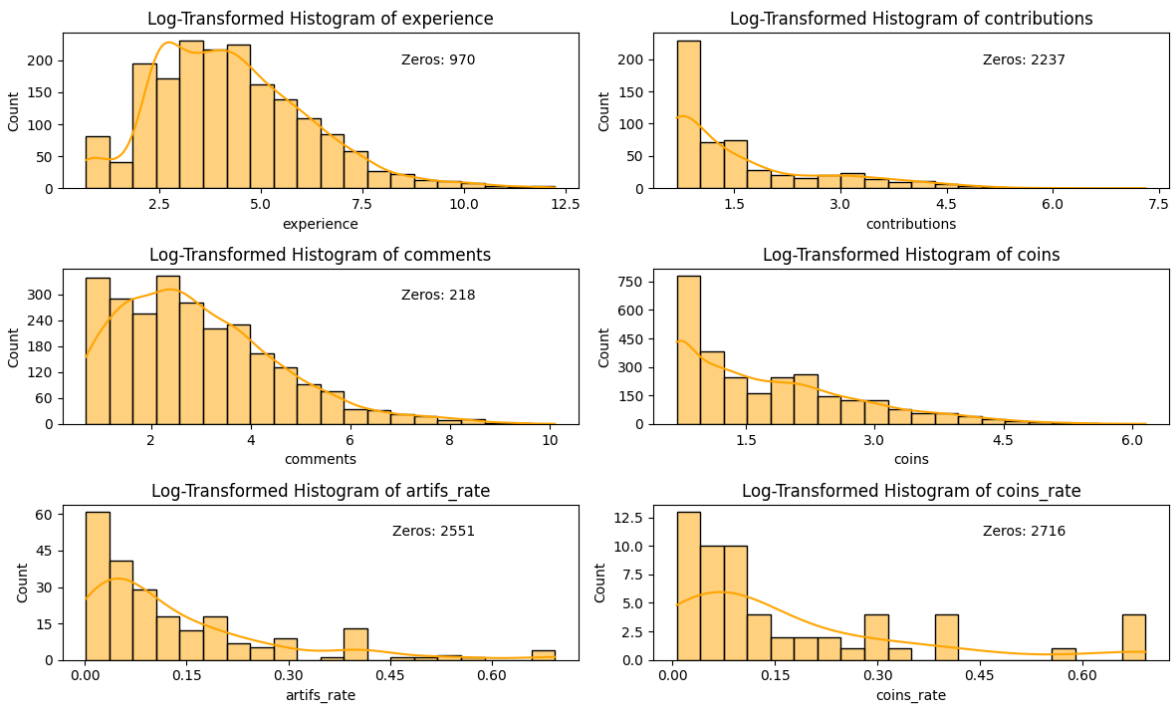 Log-Transformed Histogram of experience
Zeros: 970
Count
200
150
100
50
0
2.5 5.0 7.5 10.0 12.5
experience
Log-Transformed Histogram of contributions
Zeros: 2237
Count
200
150
100
50
0
1.5 3.0 4.5 6.0 7.5
contributions
Log-Transformed Histogram of comments
Zeros: 218
Count
300
240
180
120
60
0
2 4 6 8 10
comments
Log-Transformed Histogram of coins
Count
750
600
450
300
150
0
1.5 3.0 4.5 6.0
coins
Log-Transformed Histogram of artifs_rate
Zeros: 2551
Count
60
45
30
15
0
0.00 0.15 0.30 0.45 0.60
artifs_rate
Log-Transformed Histogram of coins_rate
Zeros: 2716
Count
12.5
10.0
7.5
5.0
2.5
0.0
0.00 0.15 0.30 0.45 0.60
coins_rate